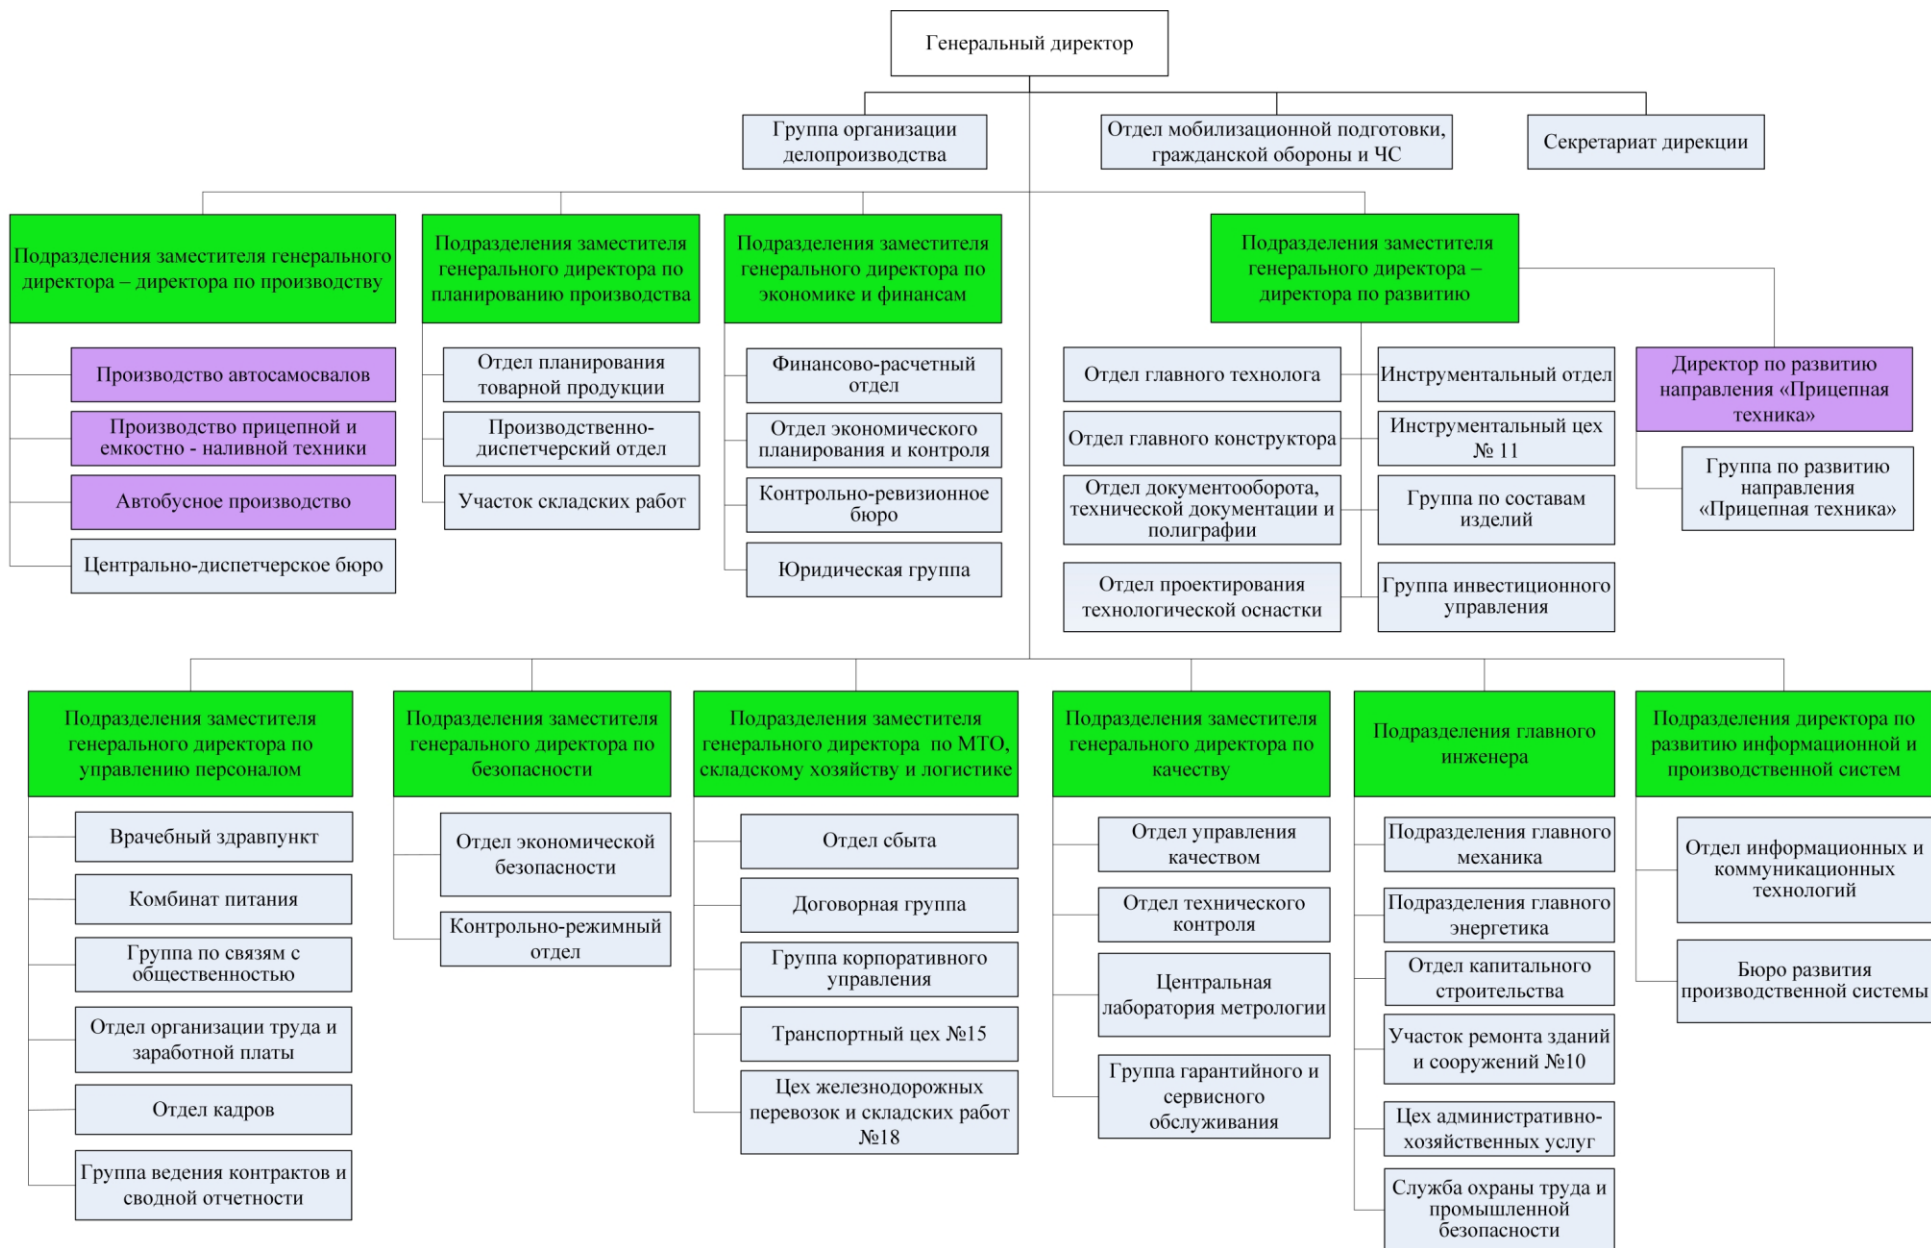 Генеральный директор
Группа организации
делопроизводства
Отдел мобилизационной подготовки,
гражданской обороны и ЧС
Секретариат дирекции
Подразделения заместителя генерального
директора – директора по производству
Производство автосамосвалов
Производство прицепной и
емкостно - наливной техники
Автобусное производство
Центрально-диспетчерское бюро
Подразделения заместителя
генерального директора по
планированию производства
Отдел планирования
товарной продукции
Производственно-
диспетчерский отдел
Участок складских работ
Подразделения заместителя
генерального директора по
экономике и финансам
Финансово-расчетный
отдел
Отдел экономического
планирования и контроля
Контрольно-ревизионное
бюро
Юридическая группа
Подразделения заместителя
генерального директора –
директора по развитию
Отдел главного технолога
Отдел главного конструктора
Отдел документооборота,
технической документации и
полиграфии
Отдел проектирования
технологической оснастки
Инструментальный отдел
Инструментальный цех
№ 11
Группа по составам
изделий
Группа инвестиционного
управления
Директор по развитию
направления «Прицепная
техника»
Группа по развитию
направления
«Прицепная техника»
Подразделения заместителя
генерального директора по
управлению персоналом
Врачебный здравпункт
Комбинат питания
Группа по связям с
общественностью
Отдел организации труда и
заработной платы
Отдел кадров
Группа ведения контрактов и
сводной отчетности
Подразделения заместителя
генерального директора по
безопасности
Отдел экономической
безопасности
Контрольно-режимный
отдел
Подразделения заместителя
генерального директора по МТО,
складскому хозяйству и логистике
Отдел сбыта
Договорная группа
Группа корпоративного
управления
Транспортный цех №15
Цех железнодорожных
перевозок и складских работ
№18
Подразделения заместителя
генерального директора по
качеству
Отдел управления
качеством
Отдел технического
контроля
Центральная
лаборатория метрологии
Группа гарантийного и
сервисного
обслуживания
Подразделения главного
инженера
Подразделения главного
механика
Подразделения главного
энергетика
Отдел капитального
строительства
Участок ремонта зданий
и сооружений №10
Цех административно-
хозяйственных услуг
Служба охраны труда и
промышленной
безопасности
Подразделения директора по
развитию информационной и
производственной систем
Отдел информационных и
коммуникационных
технологий
Бюро развития
производственной системы